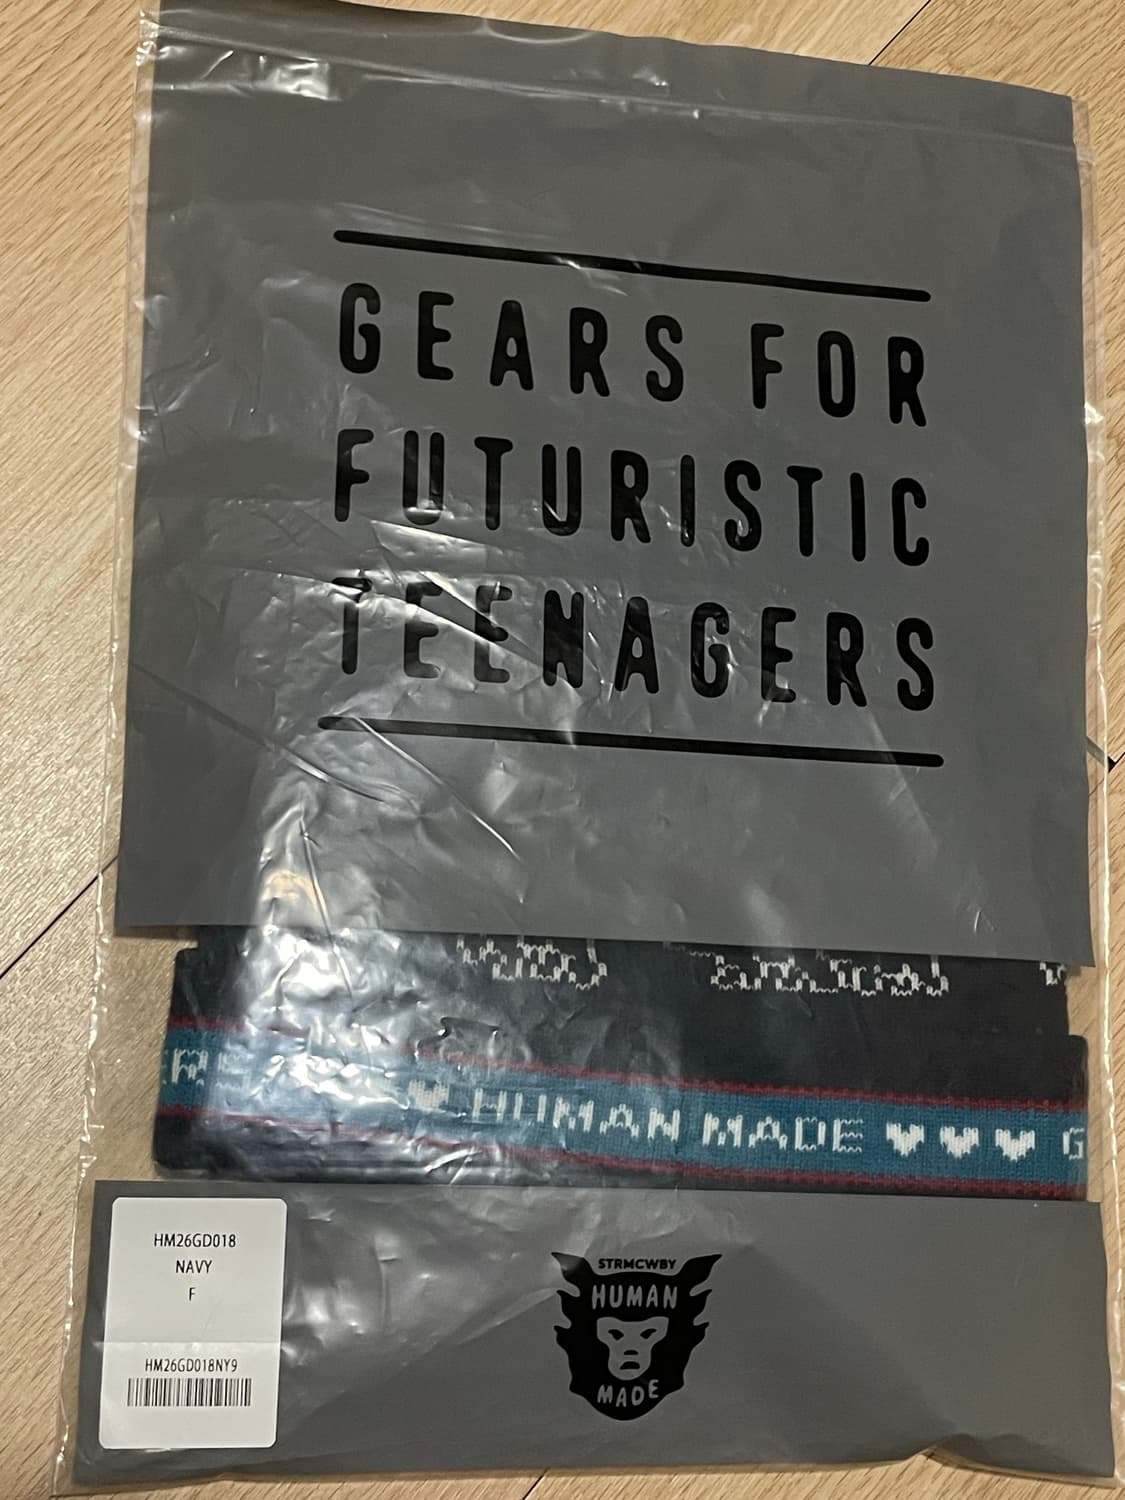 GEARS FOR
FUTURISTIC
TEENAGERS
HUMAN MADE ♥ ♥ ♥ G
HM26GD018
NAVY
F
HM26GD018NY9
STRMCWBY
HUMAN
MADE